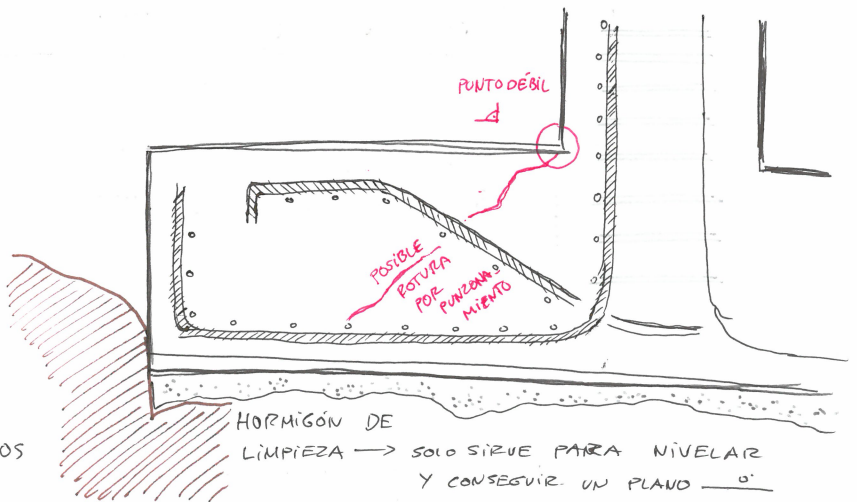 PUNTO DÉBIL
POSIBLE
ROTURA
POR
PUNZONA-
MIENTO
HORMIGÓN DE
LIMPIEZA → SOLO SIRVE PARA NIVELAR
Y CONSEGUIR UN PLANO
OS